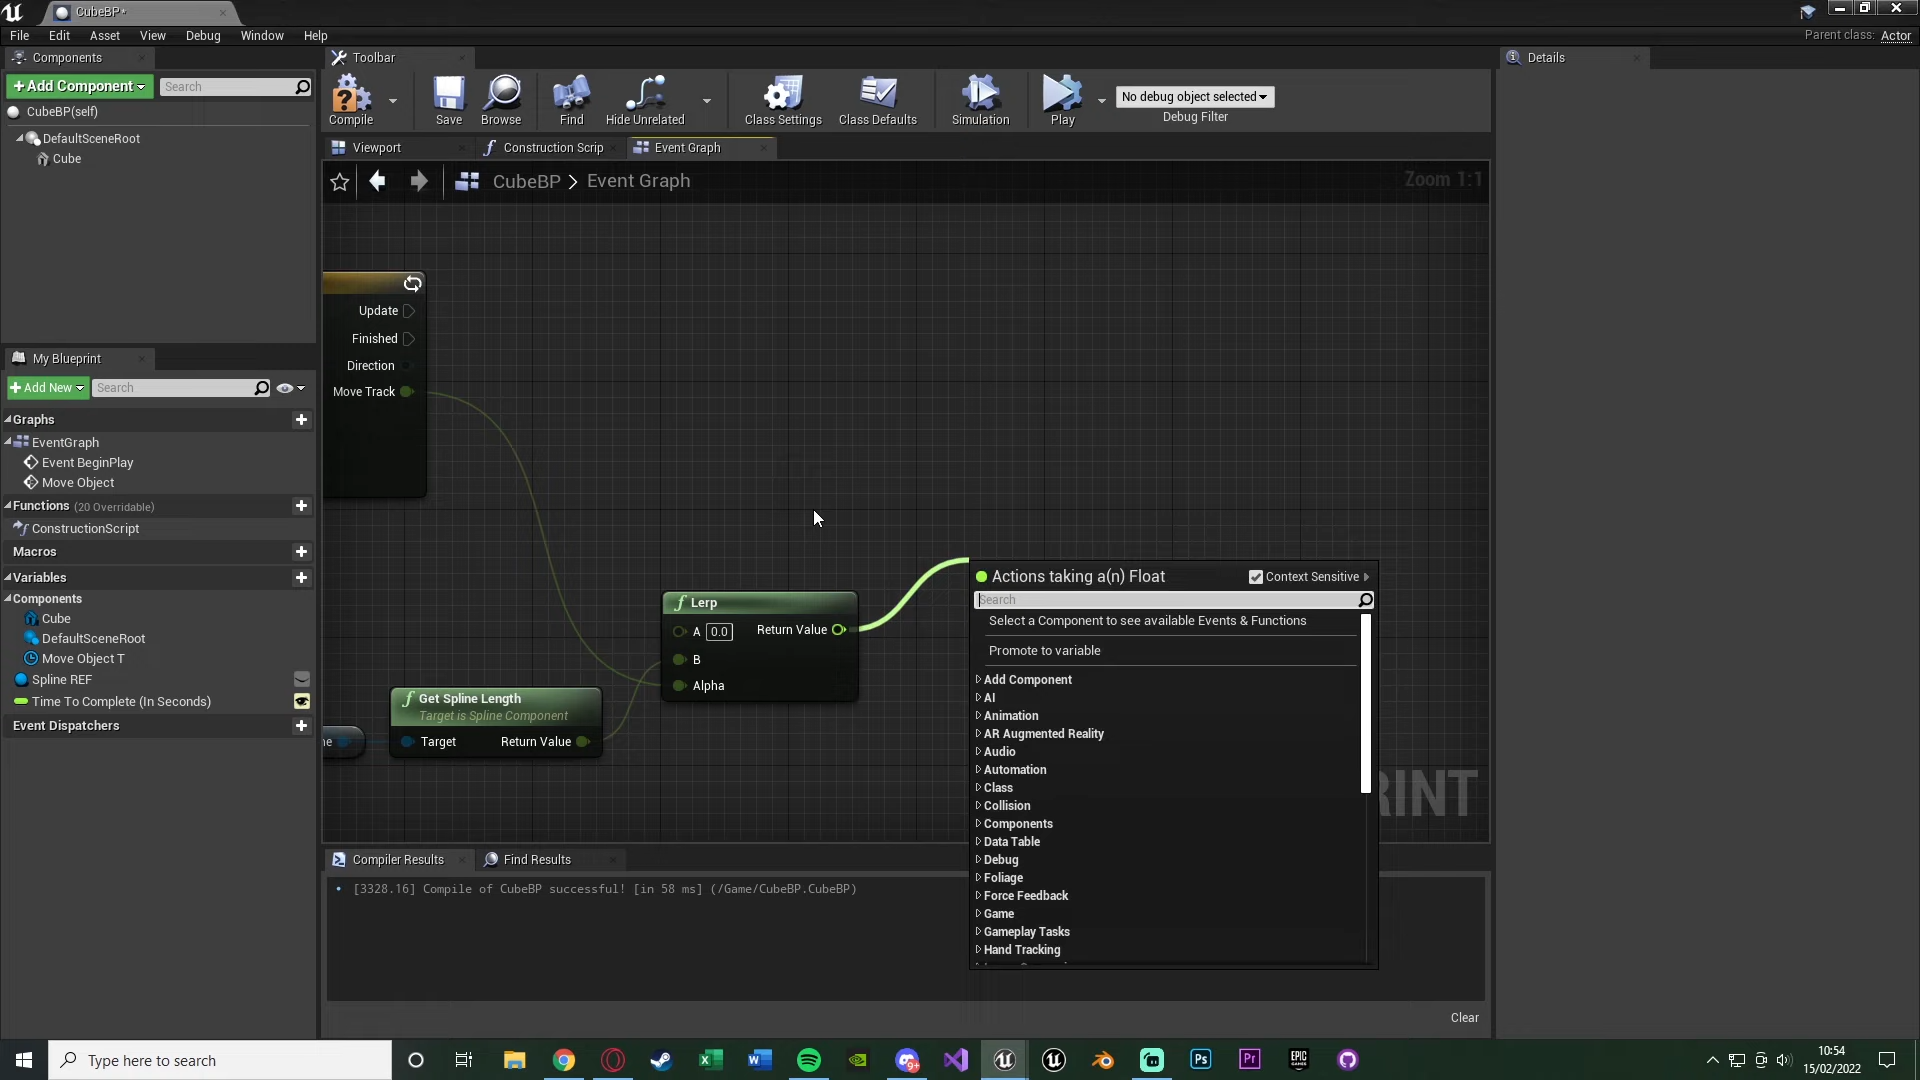 CubeBP*
File Edit Asset View Debug Window Help
Parent class: Actor
Components
+Add Component
Search
CubeBP(self)
DefaultSceneRoot
Cube
Toolbar
Compile
Save
Browse
Find
Hide Unrelated
Class Settings
Class Defaults
Simulation
Play
No debug object selected
Debug Filter
Details
Viewport
Construction Scrip
Event Graph
CubeBP > Event Graph
Zoom 1:1
My Blueprint
+Add New
Search
Graphs
EventGraph
Event BeginPlay
Move Object
Functions (20 Overridable)
ConstructionScript
Macros
Variables
Components
Cube
DefaultSceneRoot
Move Object T
Spline REF
Time To Complete (In Seconds)
Event Dispatchers
Update
Finished
Direction
Move Track
f Lerp
A 0.0
Return Value
B
Alpha
f Get Spline Length
Target is Spline Component
ne
Target
Return Value
Actions taking a(n) Float
Context Sensitive
Search
Select a Component to see available Events & Functions
Promote to variable
Add Component
AI
Animation
AR Augmented Reality
Audio
Automation
Class
Collision
Components
Data Table
Debug
Foliage
Force Feedback
Game
Gameplay Tasks
Hand Tracking
RINT
Compiler Results
Find Results
• [3328.16] Compile of CubeBP successful! [in 58 ms] (/Game/CubeBP.CubeBP)
Clear
Type here to search
10:54
15/02/2022